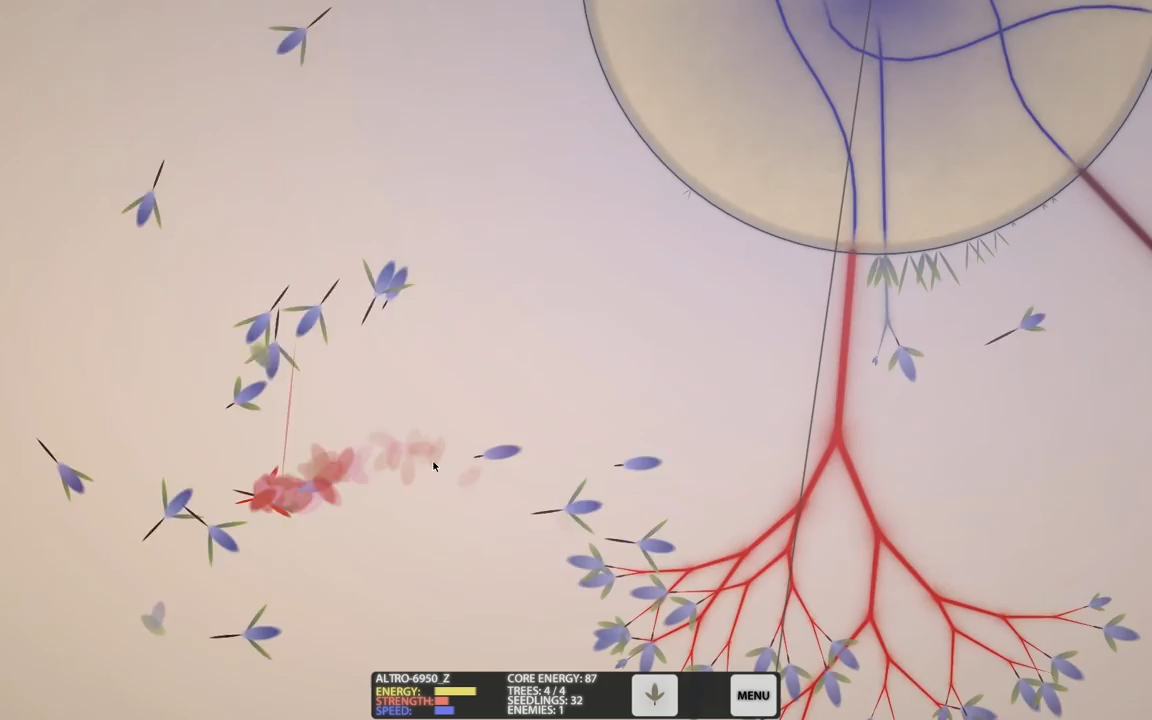 ALTRO-6950_Z
ENERGY:
STRENGTH:
SPEED:
CORE ENERGY: 87
TREES: 4 / 4
SEEDLINGS: 32
ENEMIES: 1
MENU